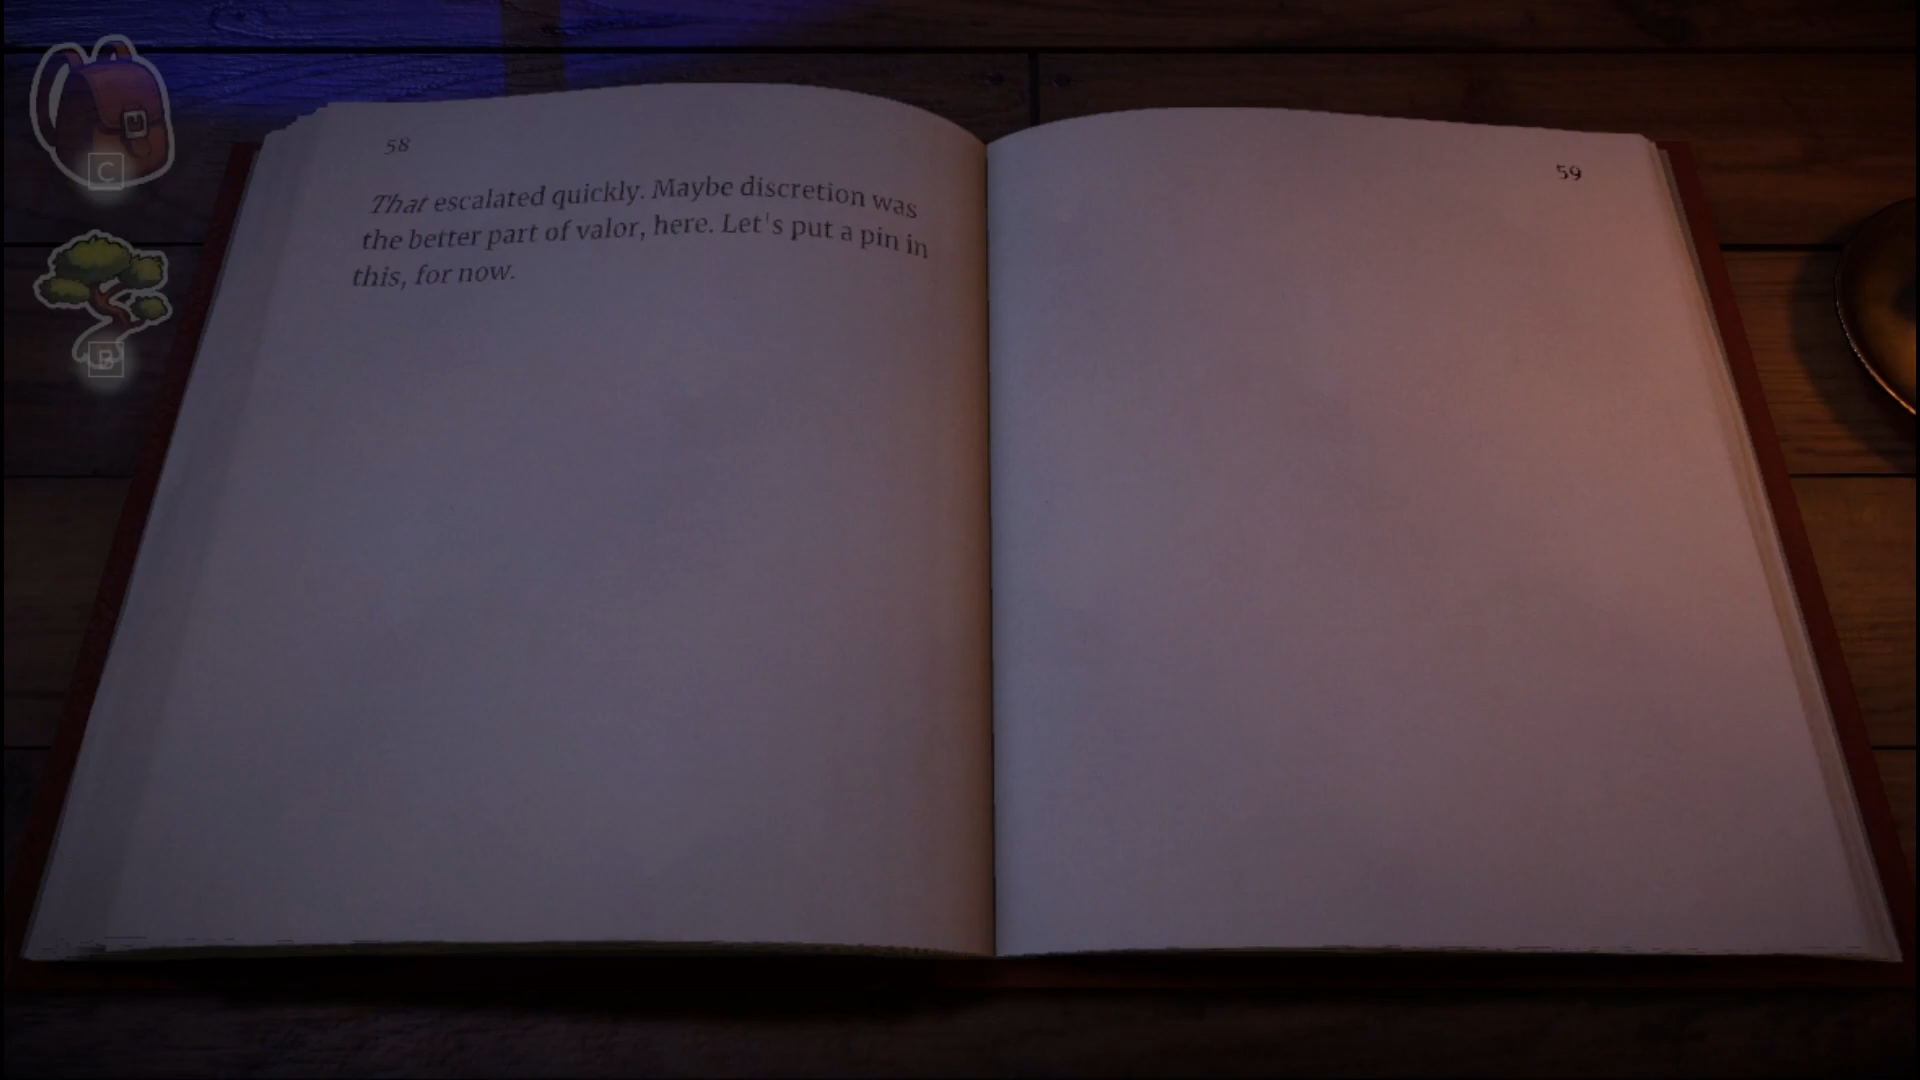 C
B
58
That escalated quickly. Maybe discretion was
the better part of valor, here. Let's put a pin in
this, for now.
59